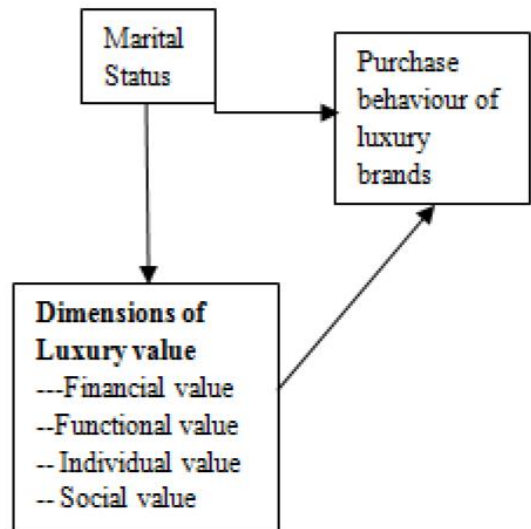 Marital
Status
Purchase
behaviour of
luxury
brands
Dimensions of
Luxury value
---Financial value
--Functional value
-- Individual value
-- Social value